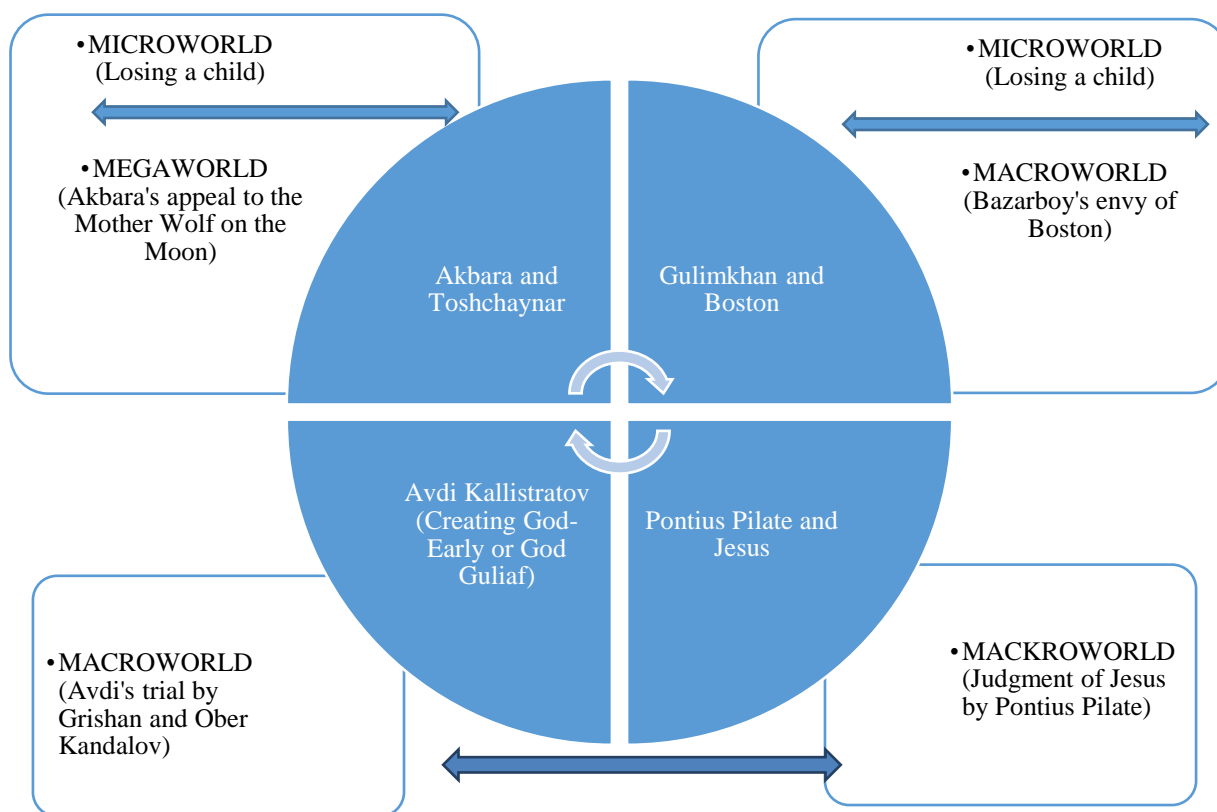 •MICROWORLD
(Losing a child)
•MEGAWORLD
(Akbara's appeal to the
Mother Wolf on the
Moon)
•MICROWORLD
(Losing a child)
•MACROWORLD
(Bazarboy's envy of
Boston)
Akbara and
Toshchaynar
Gulimkhan and
Boston
Avdi Kallistratov
(Creating God-
Early or God
Guliaf)
Pontius Pilate and
Jesus
•MACROWORLD
(Avdi's trial by
Grishan and Ober
Kandalov)
•MACKROWORLD
(Judgment of Jesus
by Pontius Pilate)